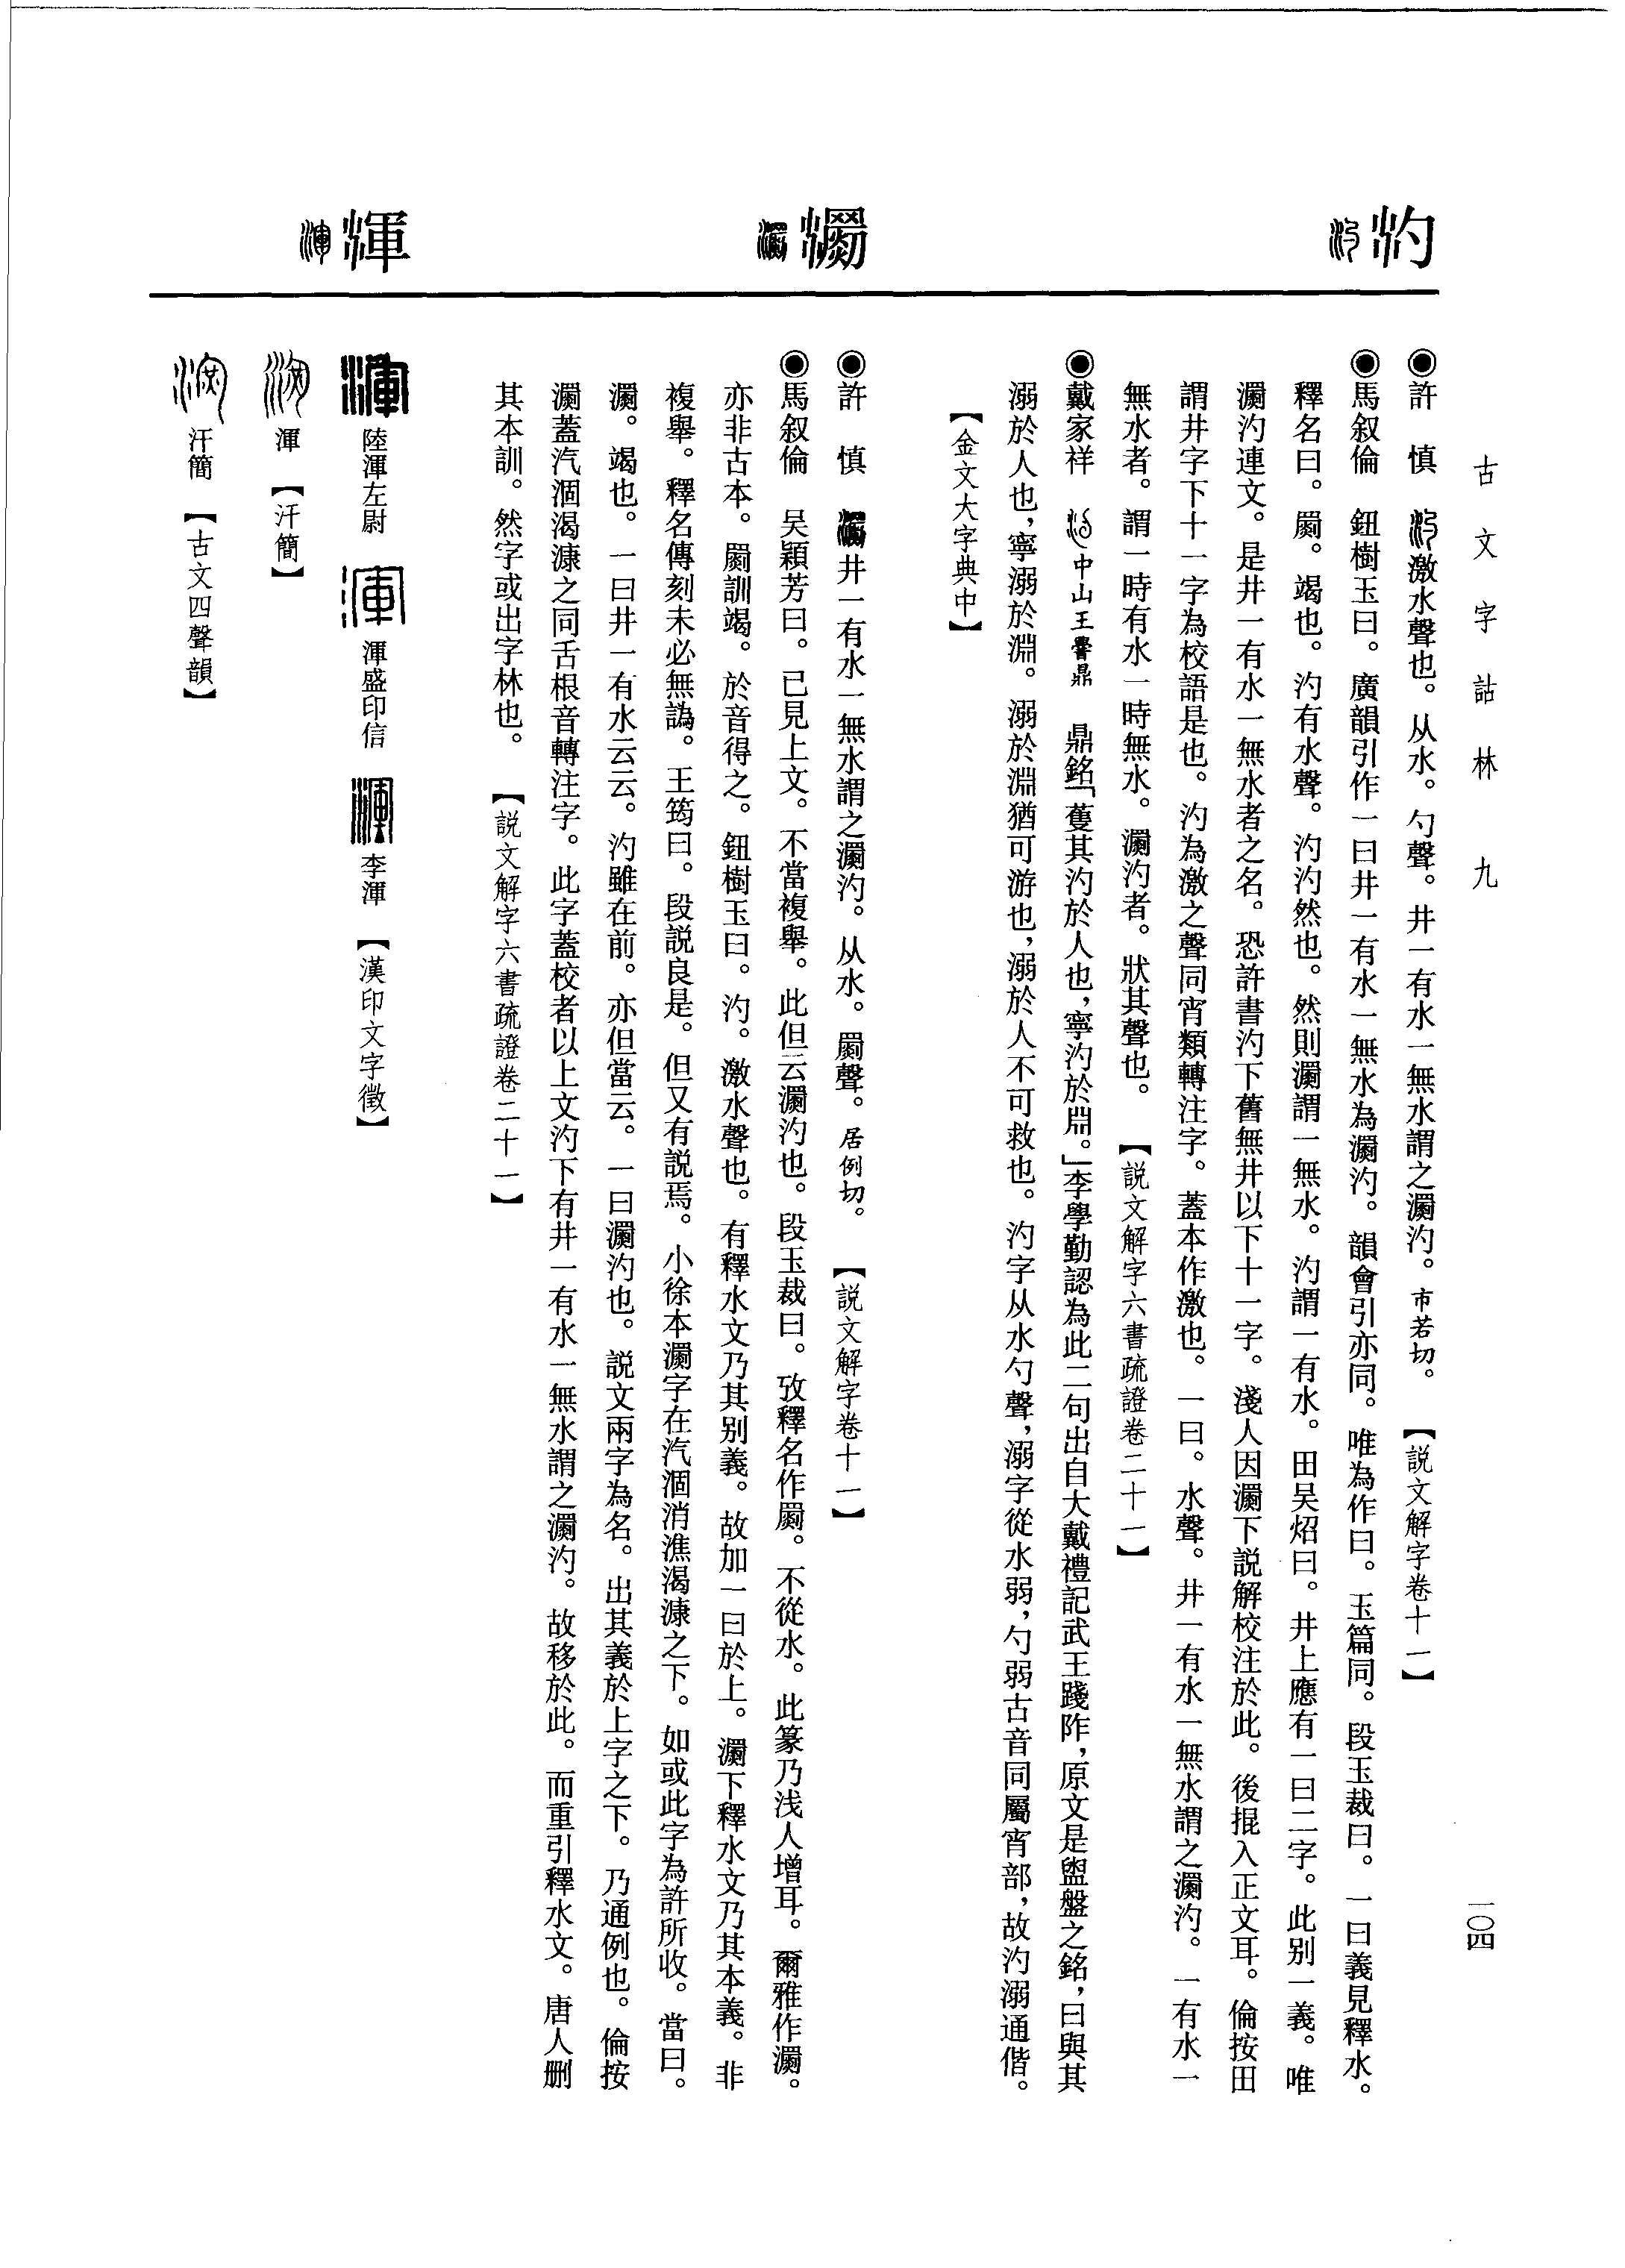 古文字詁林 九
一〇四
汋
◉許 慎 激水聲也。从水。勺聲。井一有水一無水謂之瀱汋。市若切。 【説文解字卷十一】
◉馬叙倫 鈕樹玉曰。廣韻引作一曰井一有水一無水為瀱汋。韻會引亦同。唯為作曰。玉篇同。段玉裁曰。一曰義見釋水。
釋名曰。罽。竭也。汋有水聲。汋汋然也。然則瀱謂一無水。汋謂一有水。田吴炤曰。井上應有一曰二字。此别一義。唯
瀱汋連文。是井一有水一無水者之名。恐許書汋下舊無井以下十一字。淺人因瀱下説解校注於此。後掍入正文耳。倫按田
謂井字下十一字為校語是也。汋為激之聲同宵類轉注字。蓋本作激也。一曰。水聲。井一有水一無水謂之瀱汋。一有水一
無水者。謂一時有水一時無水。瀱汋者。狀其聲也。 【説文解字六書疏證卷二十一】
◉戴家祥 中山王䰜鼎 鼎銘「蒦其汋於人也，寧汋於𣶒。」李學勤認為此二句出自大戴禮記武王踐阼，原文是盥盤之銘，曰與其
溺於人也，寧溺於淵。溺於淵猶可游也，溺於人不可救也。汋字从水勺聲，溺字從水弱，勺弱古音同屬宵部，故汋溺通偕。
【金文大字典中】
瀱
◉許 慎 井一有水一無水謂之瀱汋。从水。罽聲。居例切。 【説文解字卷十一】
◉馬叙倫 吴穎芳曰。已見上文。不當複舉。此但云瀱汋也。段玉裁曰。攷釋名作罽。不從水。此篆乃浅人增耳。爾雅作瀱。
亦非古本。罽訓竭。於音得之。鈕樹玉曰。汋。激水聲也。有釋水文乃其别義。故加一曰於上。瀱下釋水文乃其本義。非
複舉。釋名傳刻未必無譌。王筠曰。段説良是。但又有説焉。小徐本瀱字在汽涸消潐渴漮之下。如或此字為許所收。當曰。
瀱。竭也。一曰井一有水云云。汋雖在前。亦但當云。一曰瀱汋也。説文兩字為名。出其義於上字之下。乃通例也。倫按
瀱蓋汽涸渴漮之同舌根音轉注字。此字蓋校者以上文汋下有井一有水一無水謂之瀱汋。故移於此。而重引釋水文。唐人删
其本訓。然字或出字林也。 【説文解字六書疏證卷二十一】
渾
陸渾左尉 渾盛印信 李渾 【漢印文字徵】
渾 【汗簡】
汗簡 【古文四聲韻】